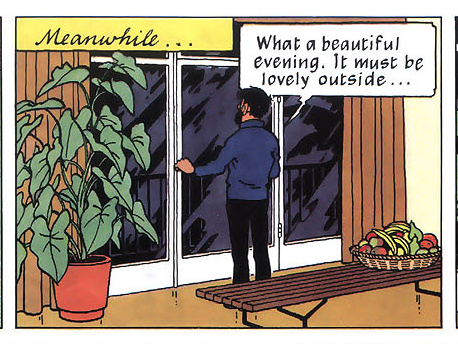 Meanwhile...
What a beautiful
evening. It must be
lovely outside...